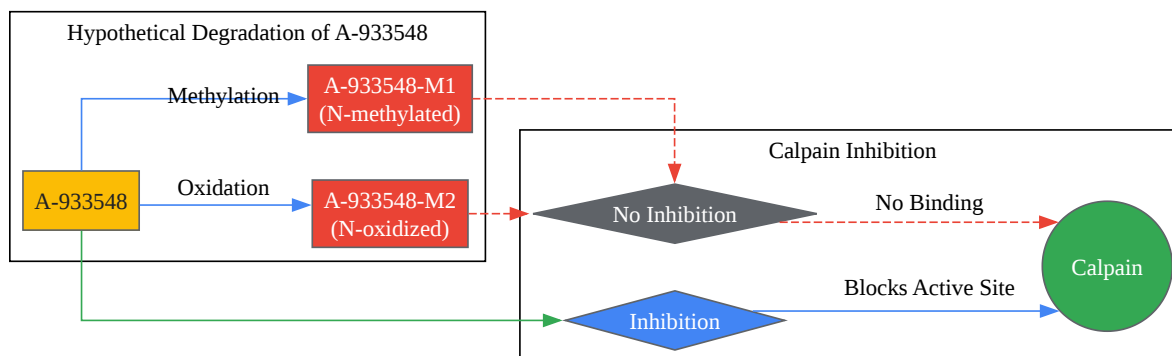 Hypothetical Degradation of A-933548
Methylation
A-933548-M1
(N-methylated)
Calpain Inhibition
A-933548
Oxidation
A-933548-M2
(N-oxidized)
No Inhibition
No Binding
Calpain
Inhibition
Blocks Active Site